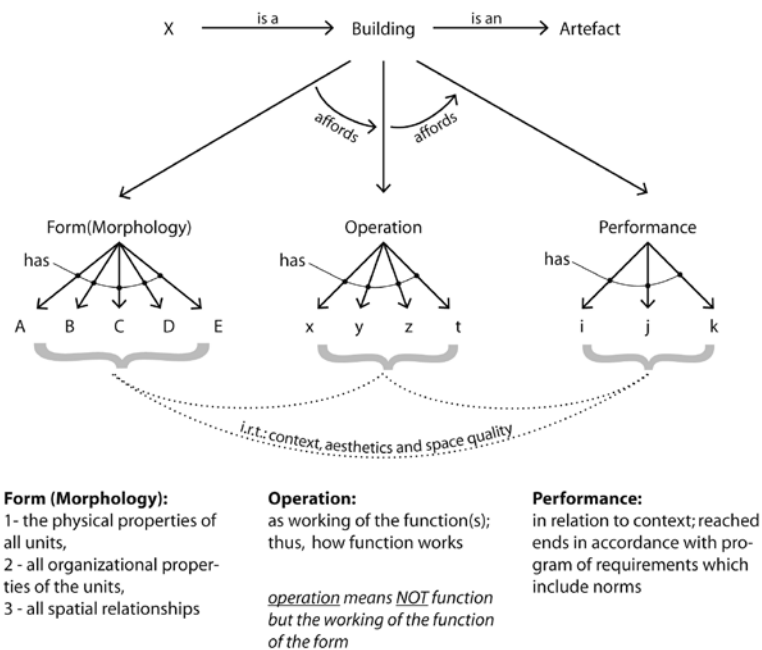 X is a Building is an Artefact
affords affords
Form(Morphology) Operation Performance
has has has
A B C D E x y z t i j k
i.r.t.: context, aesthetics and space quality
Form (Morphology):
1- the physical properties of
all units,
2 - all organizational proper-
ties of the units,
3 - all spatial relationships
Operation:
as working of the function(s);
thus, how function works
operation means NOT function
but the working of the function
of the form
Performance:
in relation to context; reached
ends in accordance with pro-
gram of requirements which
include norms